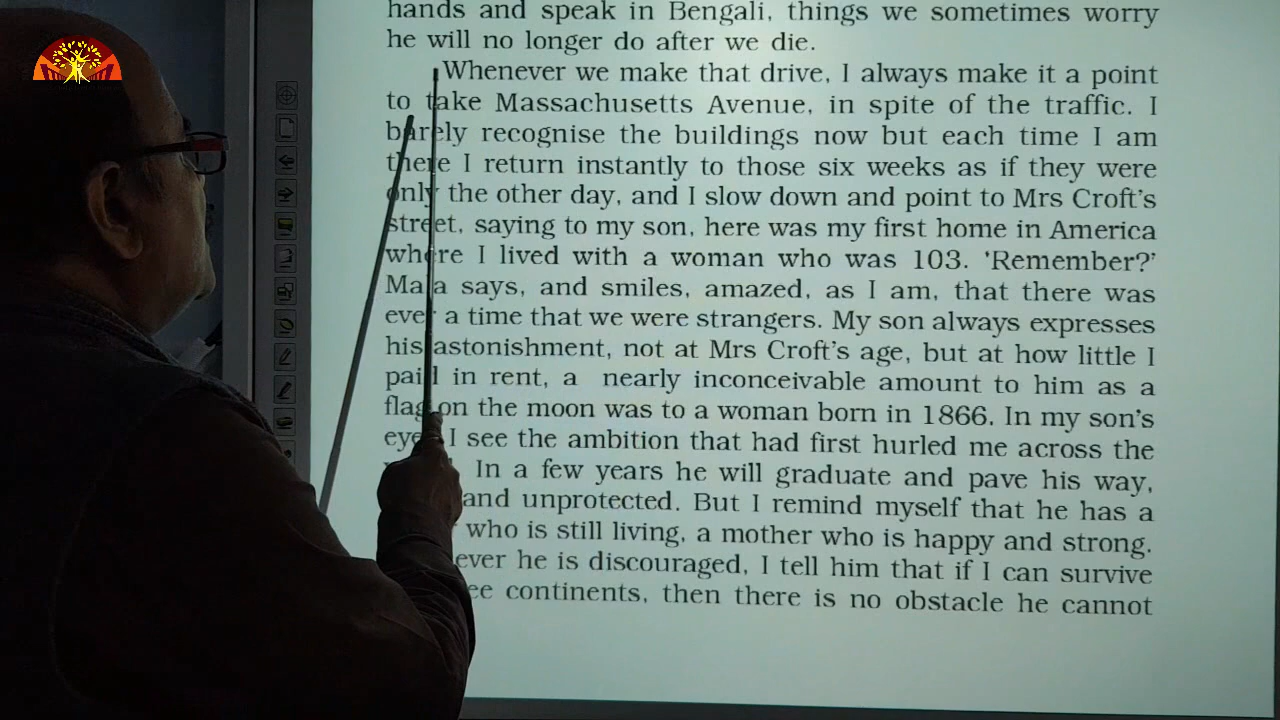 hands and speak in Bengali, things we sometimes worry
he will no longer do after we die.
Whenever we make that drive, I always make it a point
to take Massachusetts Avenue, in spite of the traffic. I
barely recognise the buildings now but each time I am
there I return instantly to those six weeks as if they were
only the other day, and I slow down and point to Mrs Croft's
street, saying to my son, here was my first home in America
where I lived with a woman who was 103. 'Remember?'
Mala says, and smiles, amazed, as I am, that there was
ever a time that we were strangers. My son always expresses
his astonishment, not at Mrs Croft's age, but at how little I
paid in rent, a nearly inconceivable amount to him as a
flag on the moon was to a woman born in 1866. In my son's
eyes I see the ambition that had first hurled me across the
In a few years he will graduate and pave his way,
and unprotected. But I remind myself that he has a
who is still living, a mother who is happy and strong.
ever he is discouraged, I tell him that if I can survive
ee continents, then there is no obstacle he cannot